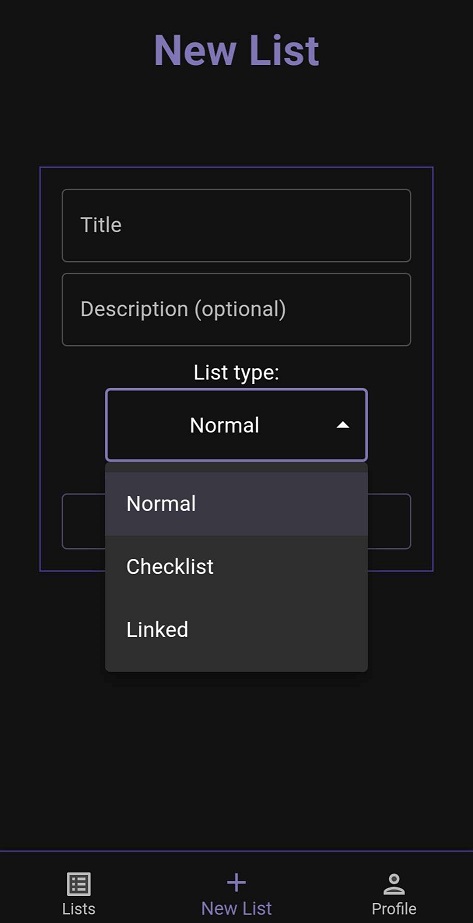 New List
Title
Description (optional)
List type:
Normal
Normal
Checklist
Linked
Lists
New List
Profile